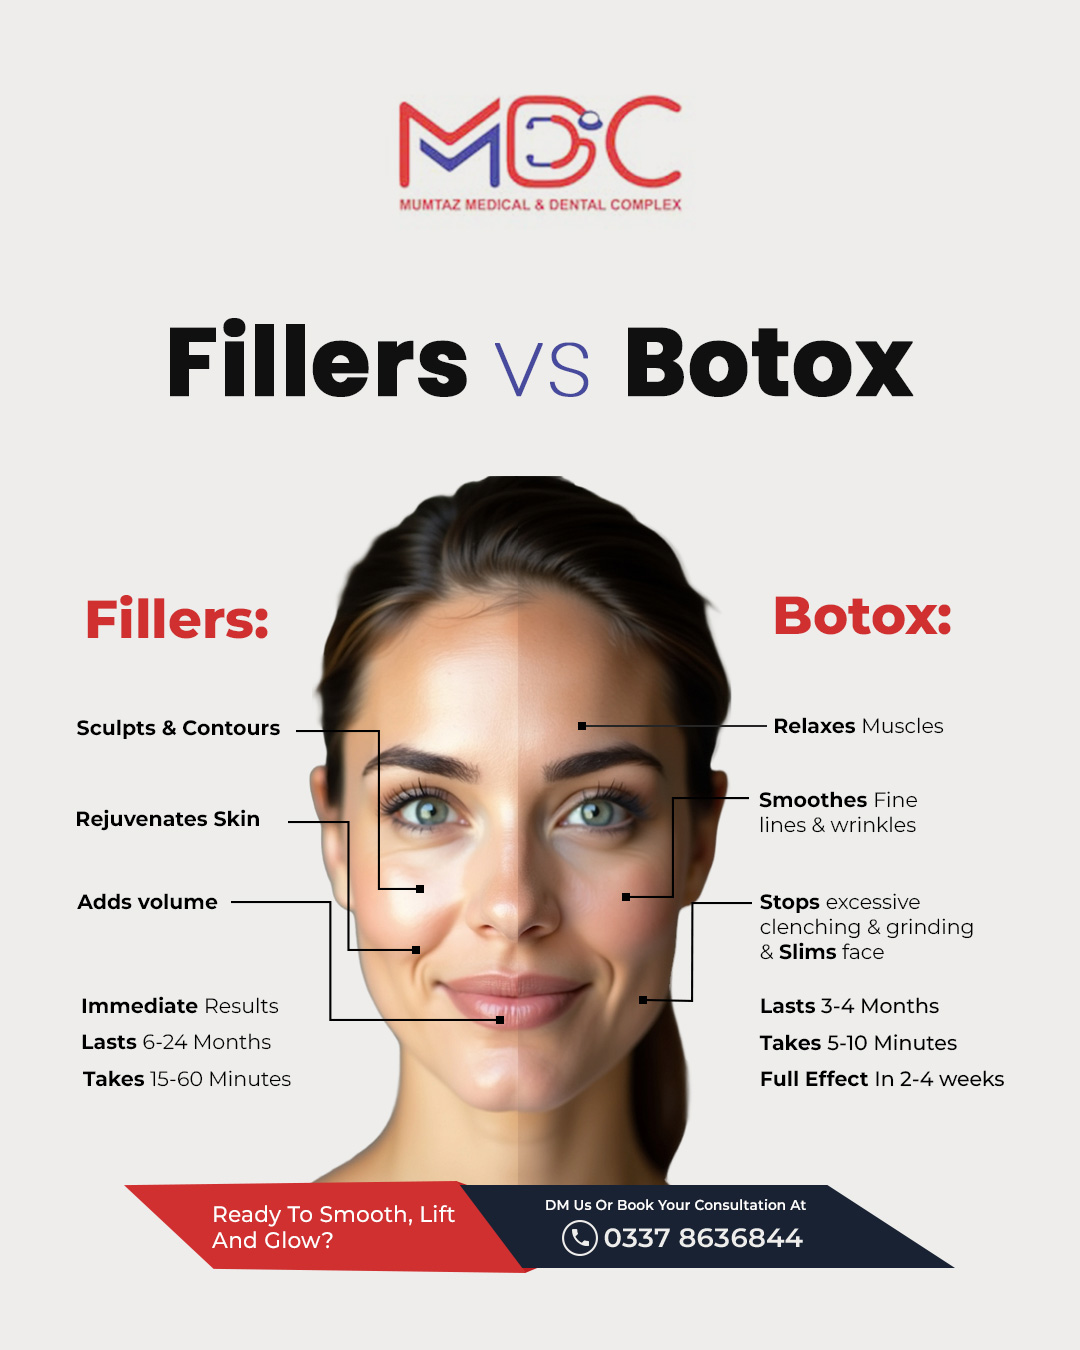 MDC
MUMTAZ MEDICAL & DENTAL COMPLEX
Fillers vs Botox
Fillers:
Sculpts & Contours
Rejuvenates Skin
Adds volume
Immediate Results
Lasts 6-24 Months
Takes 15-60 Minutes
Botox:
Relaxes Muscles
Smoothes Fine
lines & wrinkles
Stops excessive
clenching & grinding
& Slims face
Lasts 3-4 Months
Takes 5-10 Minutes
Full Effect In 2-4 weeks
Ready To Smooth, Lift
And Glow?
DM Us Or Book Your Consultation At
0337 8636844